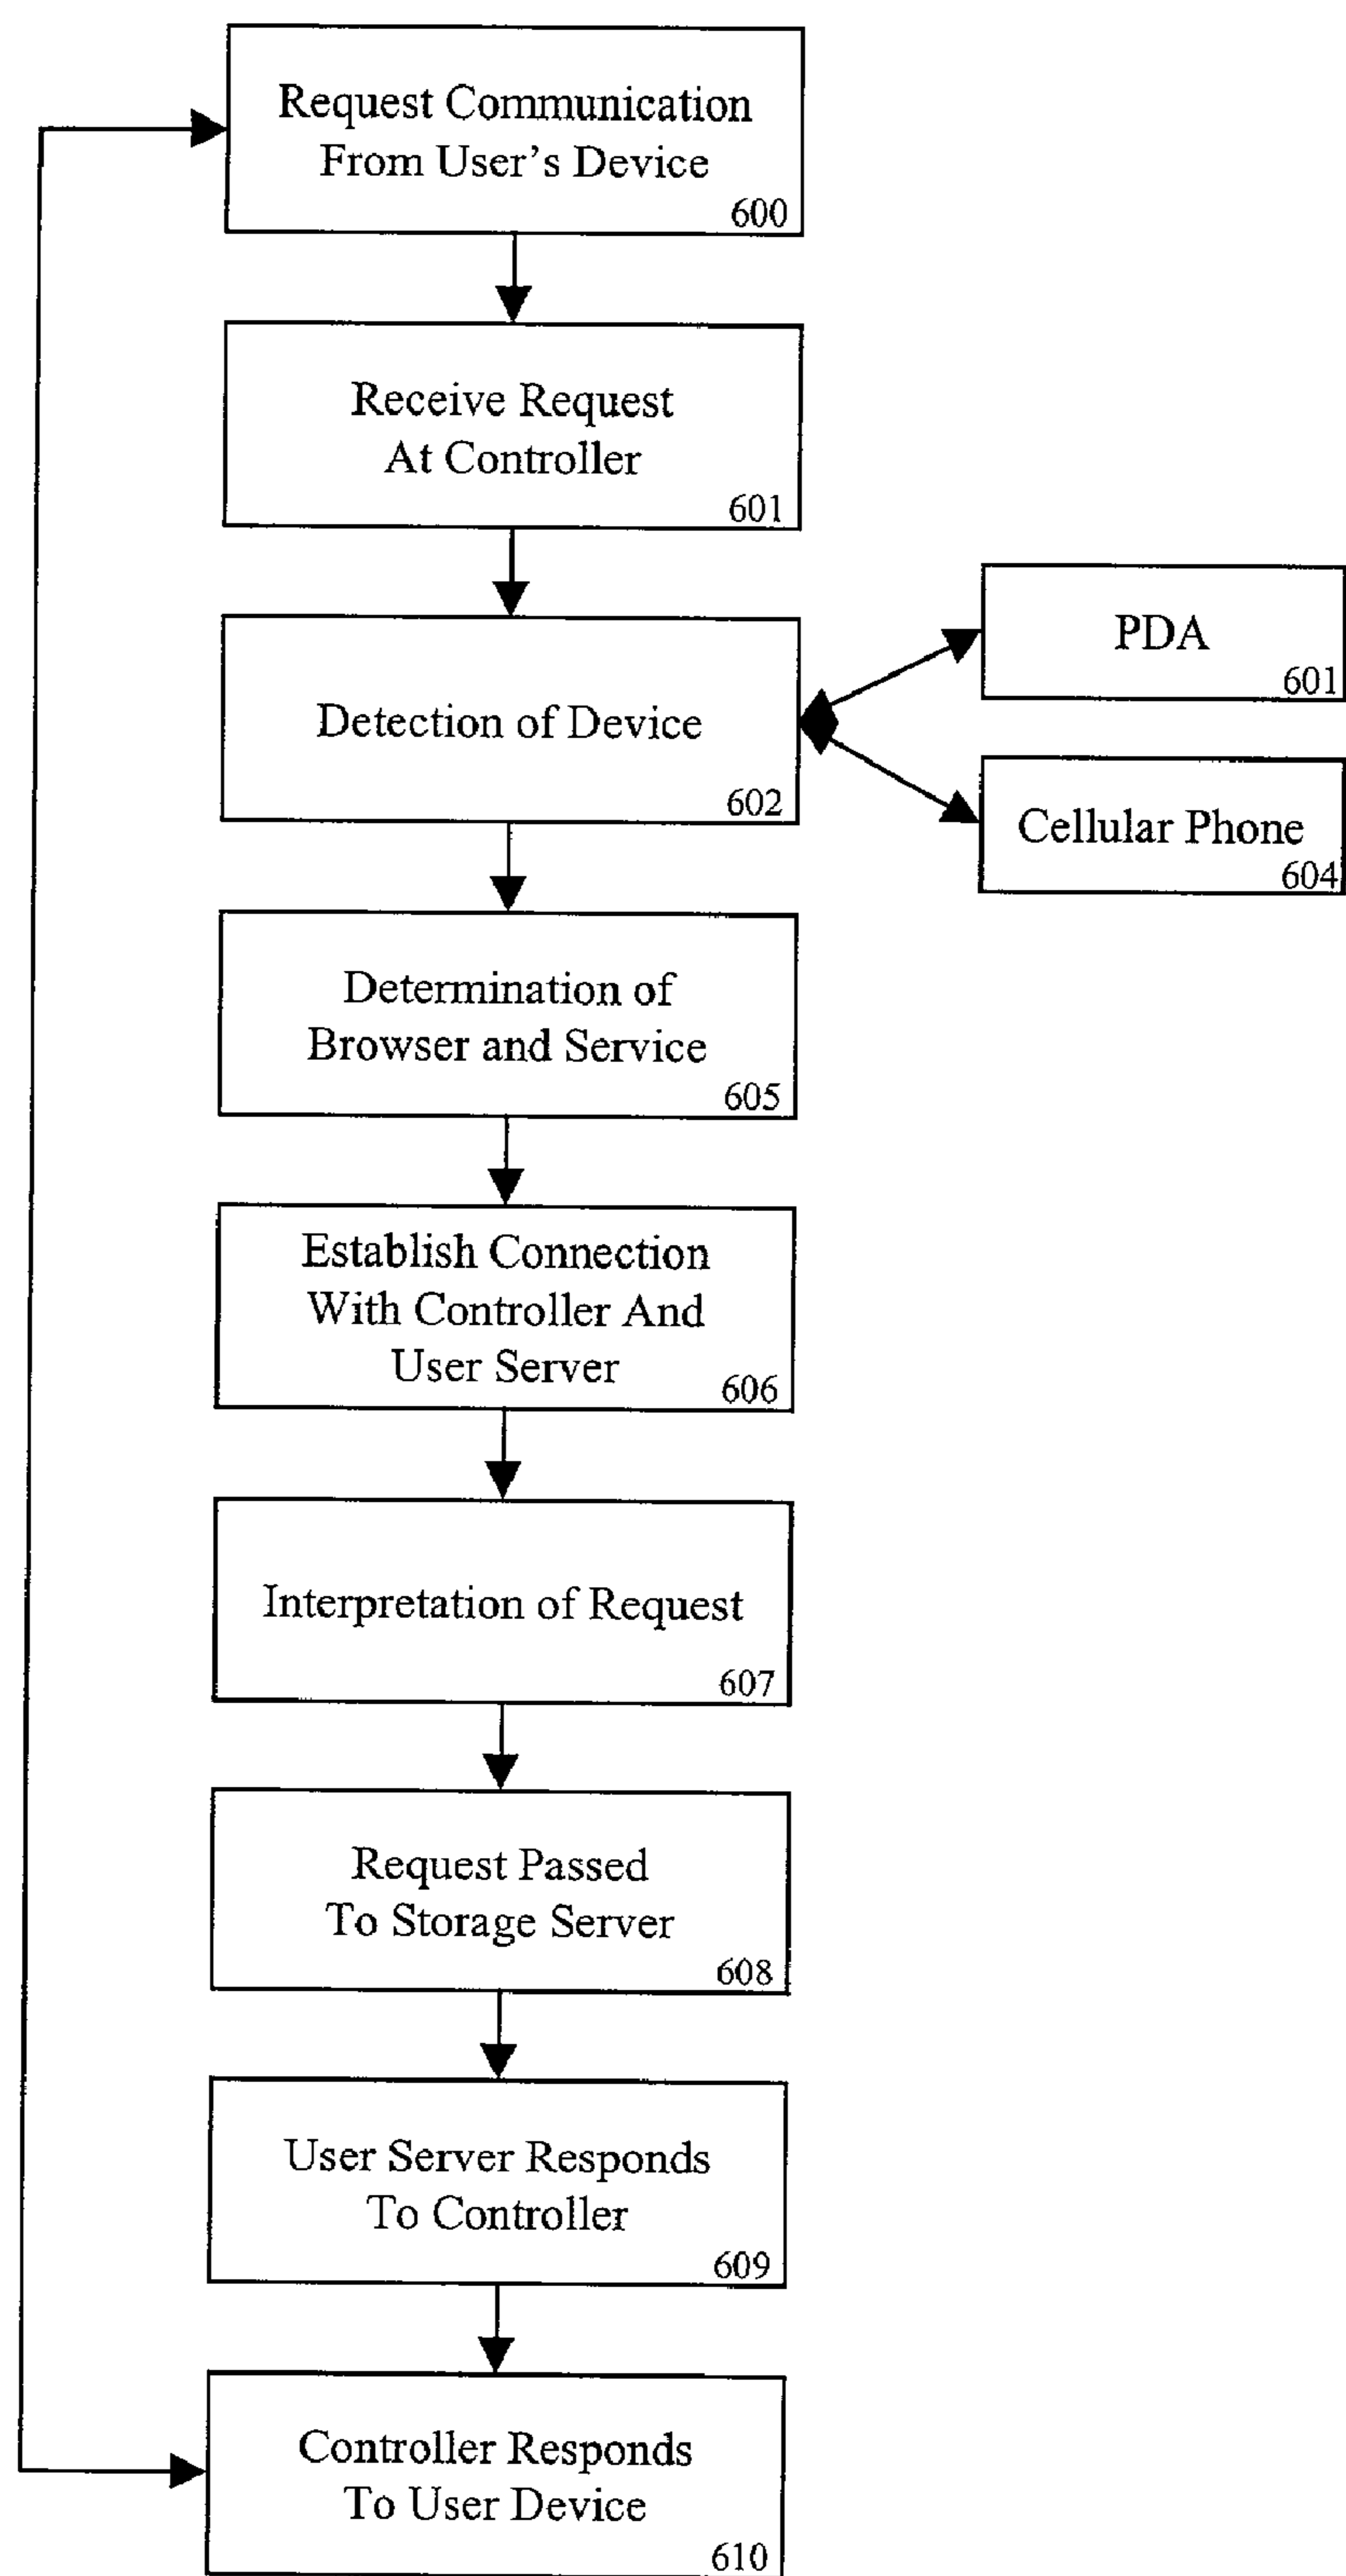 Request Communication
From User's Device
600
Receive Request
At Controller
601
Detection of Device
602
PDA
601
Cellular Phone
604
Determination of
Browser and Service
605
Establish Connection
With Controller And
User Server
606
Interpretation of Request
607
Request Passed
To Storage Server
608
User Server Responds
To Controller
609
Controller Responds
To User Device
610